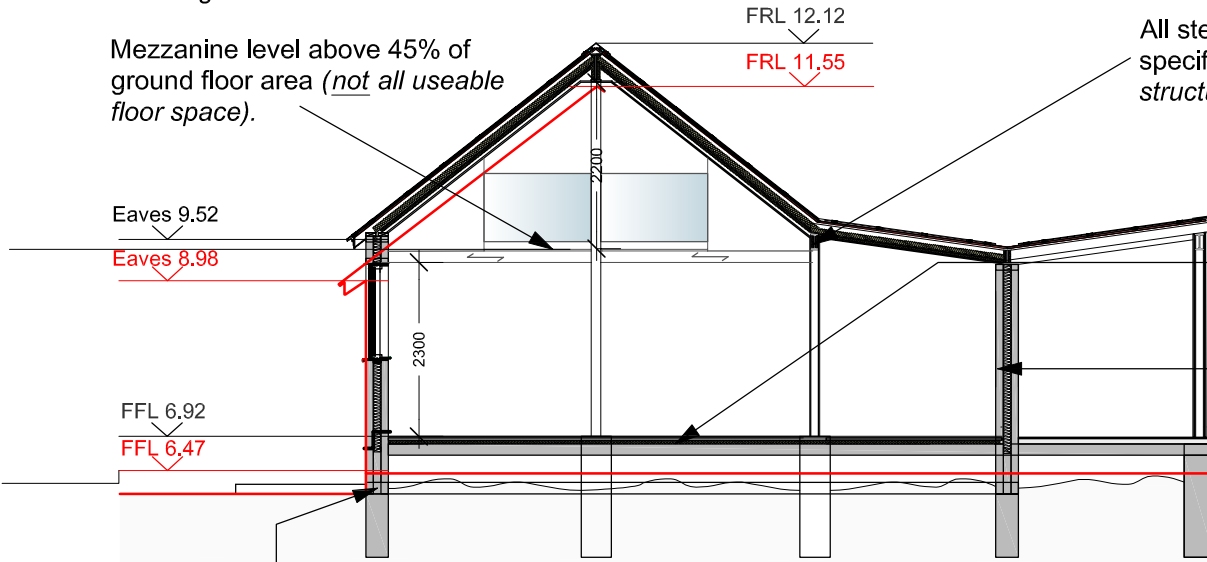 Mezzanine level above 45% of
ground floor area (not all useable
floor space).
FRL 12.12
FRL 11.55
All ste
specif
structu
2200
Eaves 9.52
Eaves 8.98
2300
FFL 6.92
FFL 6.47